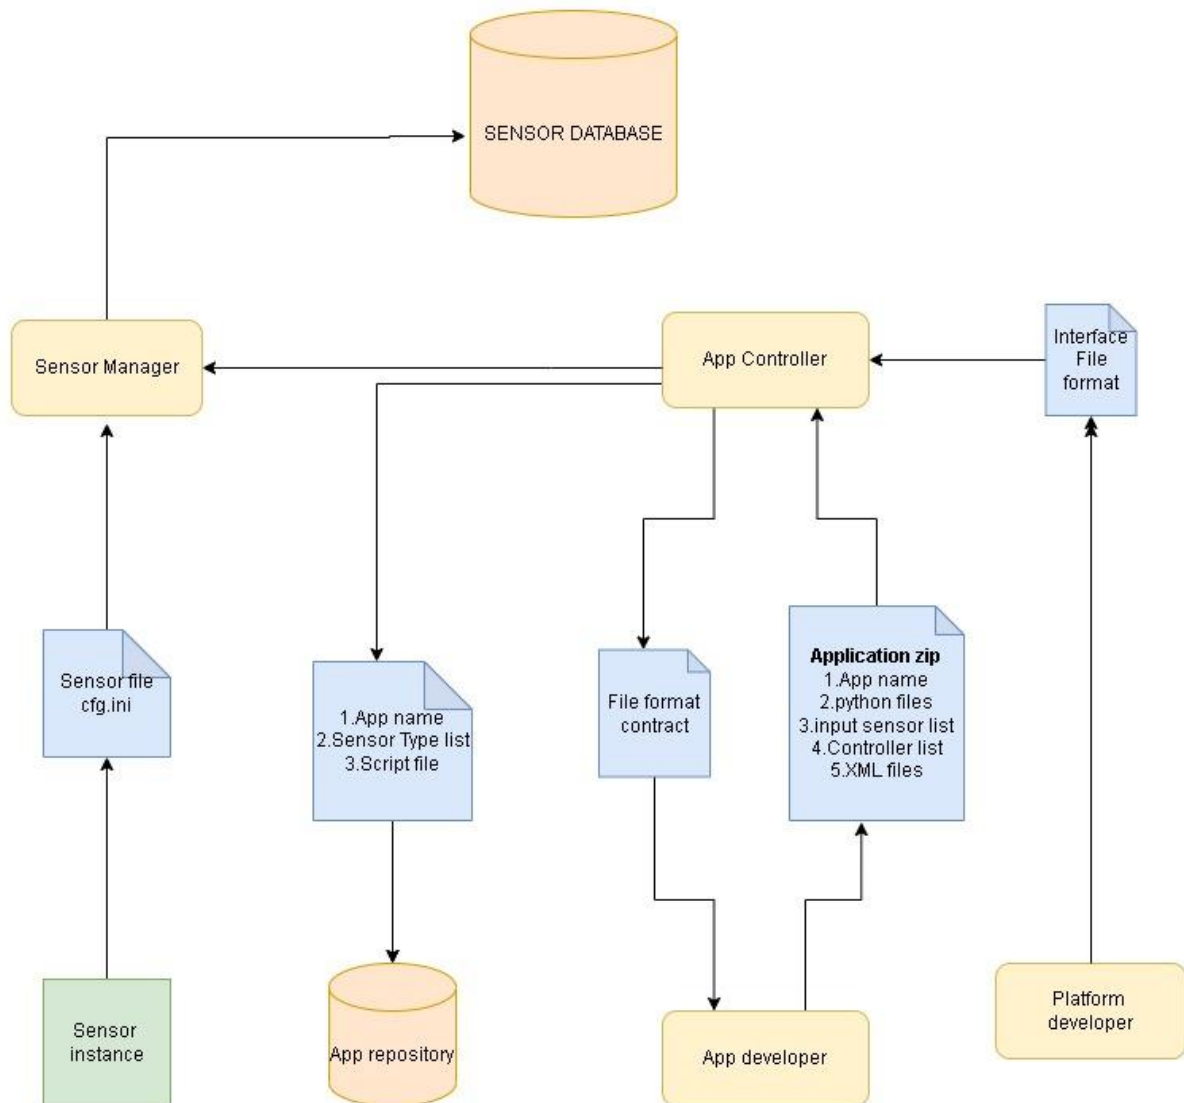 SENSOR DATABASE
Sensor Manager
App Controller
Interface
File
format
Sensor file
cfg.ini
1.App name
2.Sensor Type list
3.Script file
File format
contract
Application zip
1.App name
2.python files
3.input sensor list
4.Controller list
5.XML files
Sensor
instance
App repository
App developer
Platform
developer